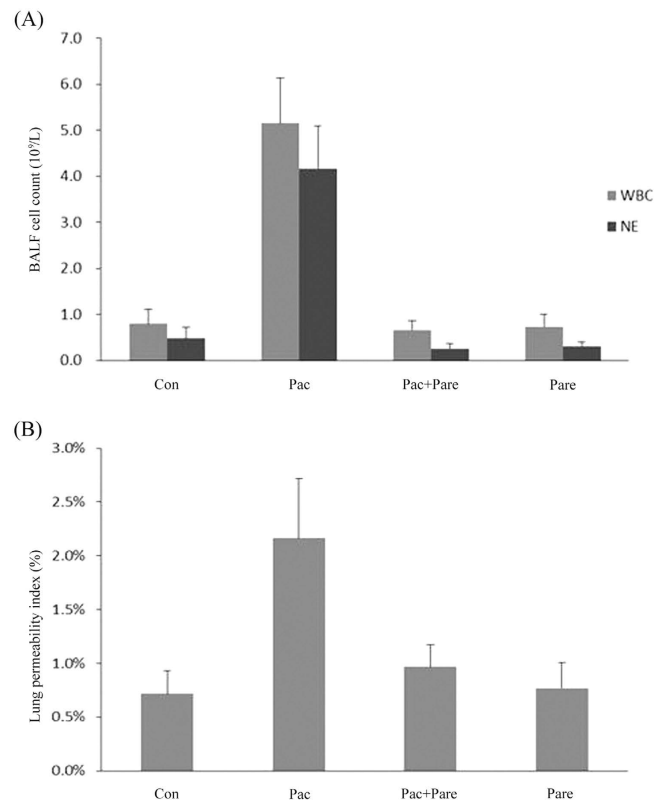 (A)
7.0
6.0
5.0
4.0
3.0
2.0
1.0
0.0
BALF cell count (10⁹/L)
WBC
NE
Con Pac Pac+Pare Pare
(B)
3.0%
2.5%
2.0%
1.5%
1.0%
0.5%
0.0%
Lung permeability index (%)
Con Pac Pac+Pare Pare